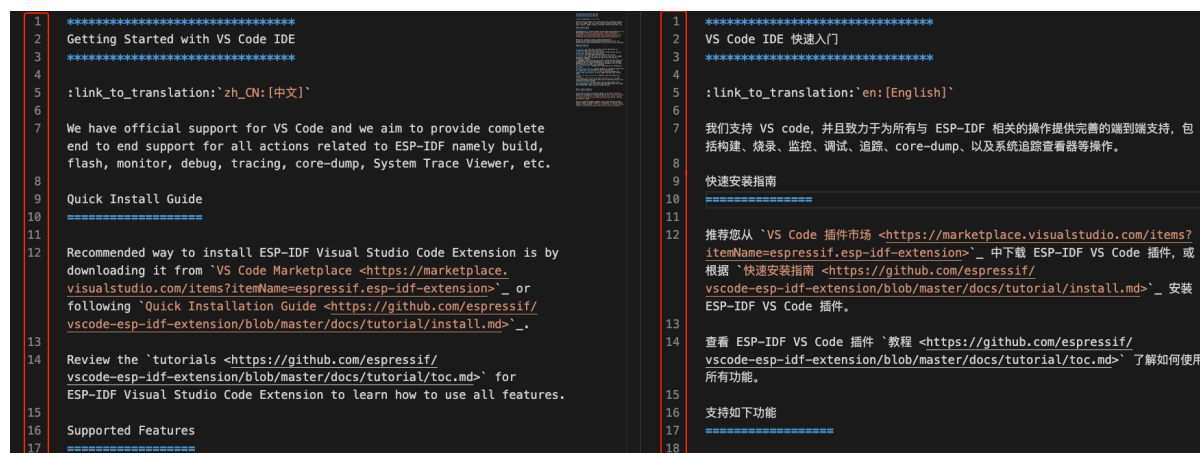 1 *******************************
2 Getting Started with VS Code IDE
3 *******************************
4
5 :link_to_translation:`zh_CN:[中文]`
6
7 We have official support for VS Code and we aim to provide complete
end to end support for all actions related to ESP-IDF namely build,
flash, monitor, debug, tracing, core-dump, System Trace Viewer, etc.
8
9 Quick Install Guide
10 ===================
11
12 Recommended way to install ESP-IDF Visual Studio Code Extension is by
downloading it from `VS Code Marketplace <https://marketplace.
visualstudio.com/items?itemName=espressif.esp-idf-extension>`_ or
following `Quick Installation Guide <https://github.com/espressif/
vscode-esp-idf-extension/blob/master/docs/tutorial/install.md>`_.
13
14 Review the `tutorials <https://github.com/espressif/
vscode-esp-idf-extension/blob/master/docs/tutorial/toc.md>` for
ESP-IDF Visual Studio Code Extension to learn how to use all features.
15
16 Supported Features
17 ==================
1 *******************************
2 VS Code IDE 快速入门
3 *******************************
4
5 :link_to_translation:`en:[English]`
6
7 我们支持 VS code，并且致力于为所有与 ESP-IDF 相关的操作提供完善的端到端支持，包
括构建、烧录、监控、调试、追踪、core-dump、以及系统追踪查看器等操作。
8
9 快速安装指南
10 ===============
11
12 推荐您从 `VS Code 插件市场 <https://marketplace.visualstudio.com/items?
itemName=espressif.esp-idf-extension>`_ 中下载 ESP-IDF VS Code 插件，或
根据 `快速安装指南 <https://github.com/espressif/
vscode-esp-idf-extension/blob/master/docs/tutorial/install.md>`_ 安装
ESP-IDF VS Code 插件。
13
14 查看 ESP-IDF VS Code 插件 `教程 <https://github.com/espressif/
vscode-esp-idf-extension/blob/master/docs/tutorial/toc.md>` 了解如何使用
所有功能。
15
16 支持如下功能
17 ==================
18